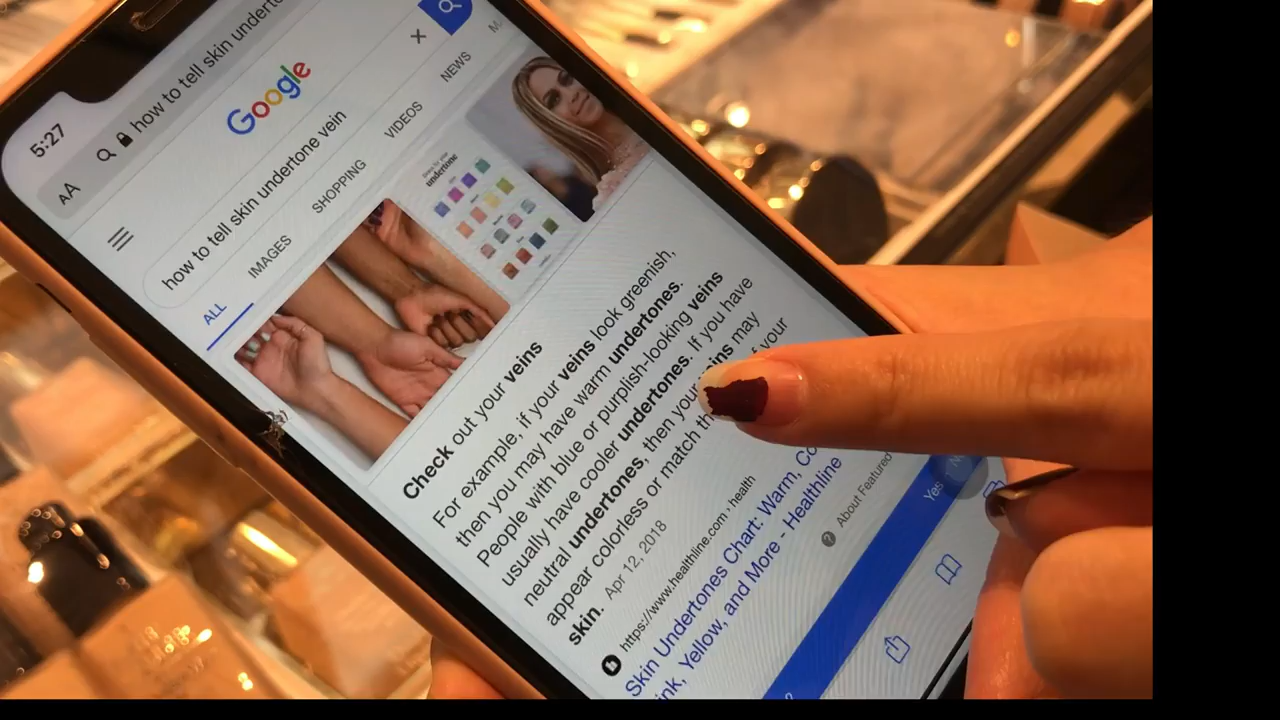 5:27
AA how to tell skin underto
Google
how to tell skin undertone vein
ALL IMAGES SHOPPING VIDEOS NEWS
undertone
Check out your veins
For example, if your veins look greenish,
then you may have warm undertones.
People with blue or purplish-looking veins
usually have cooler undertones. If you have
neutral undertones, then your may
appear colorless or match your
skin. Apr 12, 2018
https://www.healthline.com › health
Skin Undertones Chart: Warm,
ink, Yellow, and More - Healthline
About Featured
Yes